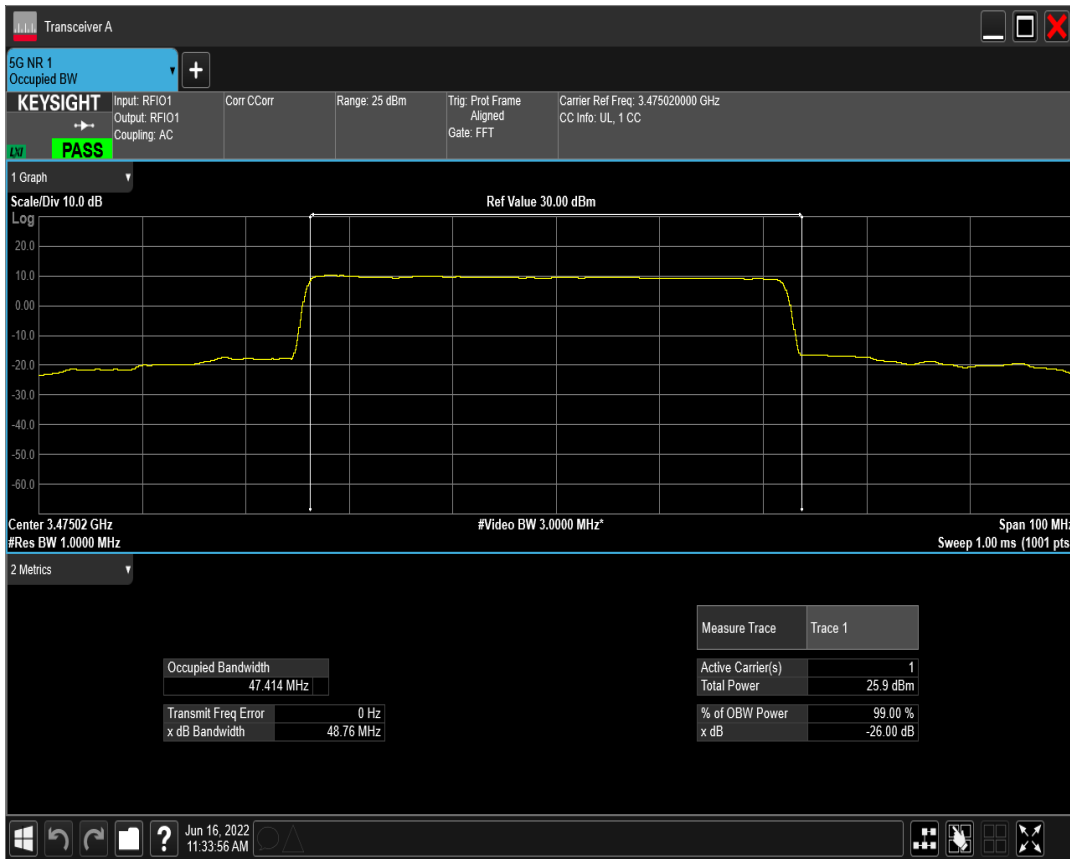 Transceiver A
5G NR 1
Occupied BW
KEYSIGHT
LXI
PASS
Input: RFIO1
Output: RFIO1
Coupling: AC
Corr CCorr
Range: 25 dBm
Trig: Prot Frame
Aligned
Gate: FFT
Carrier Ref Freq: 3.475020000 GHz
CC Info: UL, 1 CC
1 Graph
Scale/Div 10.0 dB
Ref Value 30.00 dBm
Log
20.0
10.0
0.00
-10.0
-20.0
-30.0
-40.0
-50.0
-60.0
Center 3.47502 GHz
#Video BW 3.0000 MHz*
Span 100 MHz
#Res BW 1.0000 MHz
Sweep 1.00 ms (1001 pts
2 Metrics
Measure Trace Trace 1
Occupied Bandwidth
47.414 MHz
Active Carrier(s) 1
Total Power 25.9 dBm
Transmit Freq Error 0 Hz
x dB Bandwidth 48.76 MHz
% of OBW Power 99.00 %
x dB -26.00 dB
?
Jun 16, 2022
11:33:56 AM